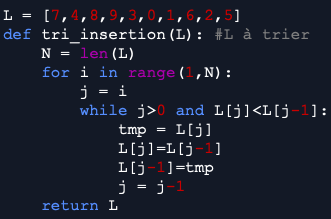 L = [7,4,8,9,3,0,1,6,2,5]
def tri_insertion(L): #L à trier
    N = len(L)
    for i in range(1,N):
        j = i
        while j>0 and L[j]<L[j-1]:
            tmp = L[j]
            L[j]=L[j-1]
            L[j-1]=tmp
            j = j-1
    return L